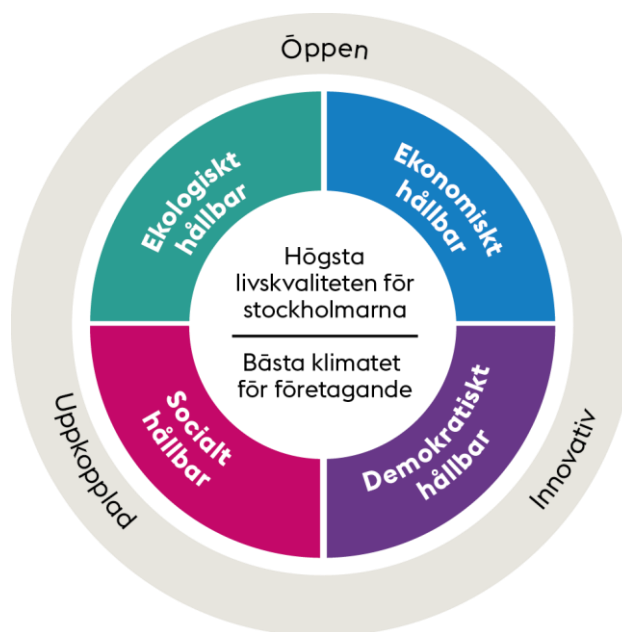 Öppen
Ekologiskt
hållbar
Ekonomiskt
hållbar
Högsta
livskvaliteten för
stockholmarna
Bästa klimatet
för företagande
Socialt
hållbar
Demokratiskt
hållbar
Uppkopplad
Innovativ